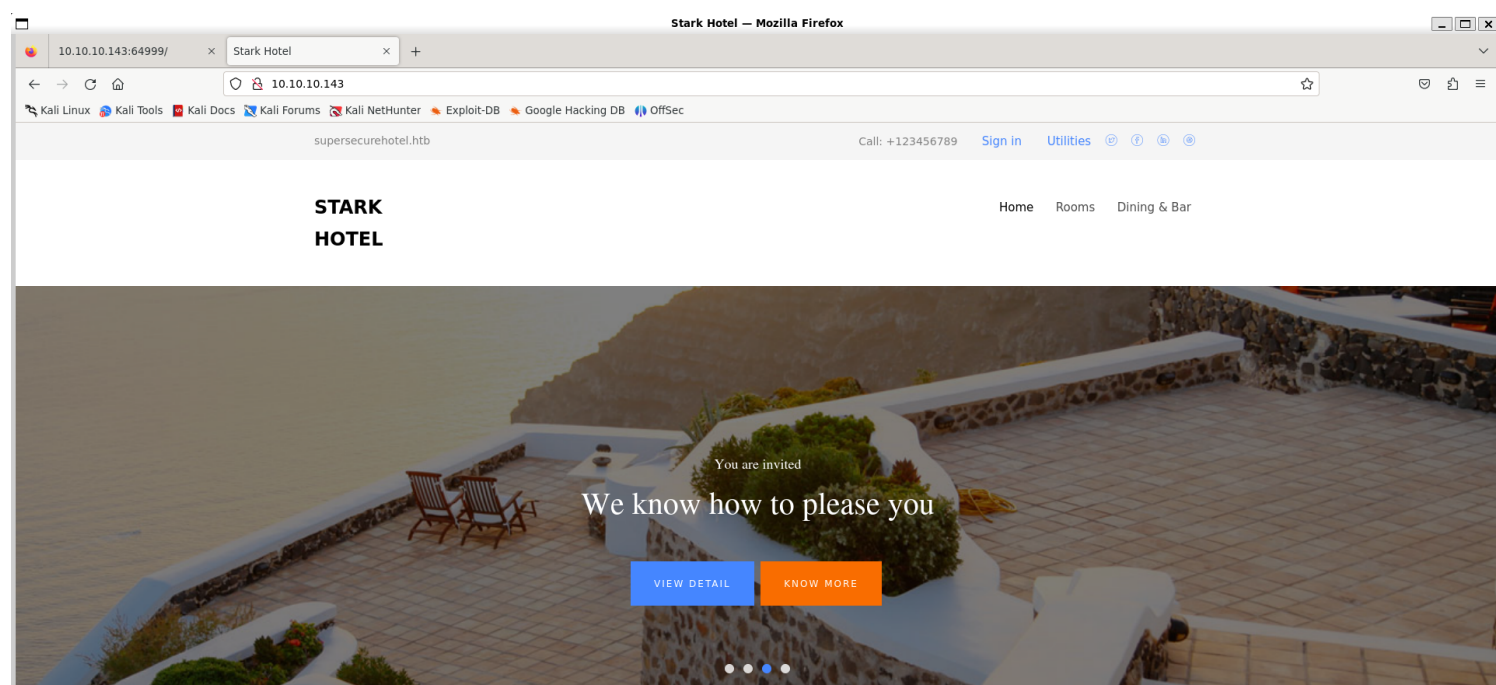 Stark Hotel — Mozilla Firefox
10.10.10.143:64999/ Stark Hotel
10.10.10.143
Kali Linux Kali Tools Kali Docs Kali Forums Kali NetHunter Exploit-DB Google Hacking DB OffSec
supersecurehotel.htb Call: +123456789 Sign in Utilities
STARK Home Rooms Dining & Bar
HOTEL
You are invited
We know how to please you
VIEW DETAIL KNOW MORE